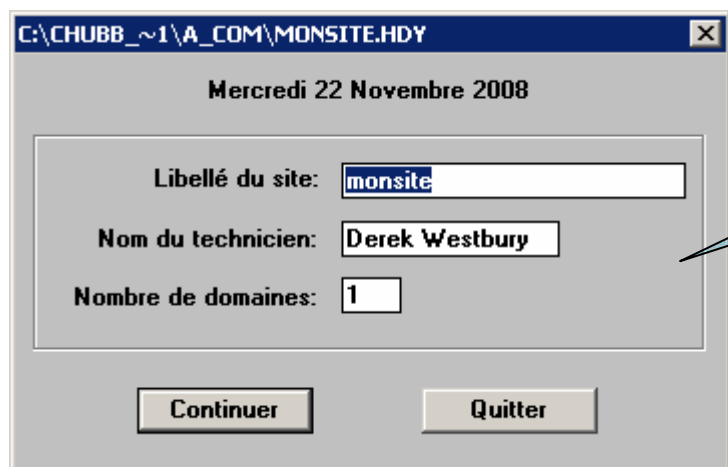 C:\CHUBB_~1\A_COM\MONSITE.HDY
Mercredi 22 Novembre 2008
Libellé du site: monsite
Nom du technicien: Derek Westbury
Nombre de domaines: 1
Continuer Quitter